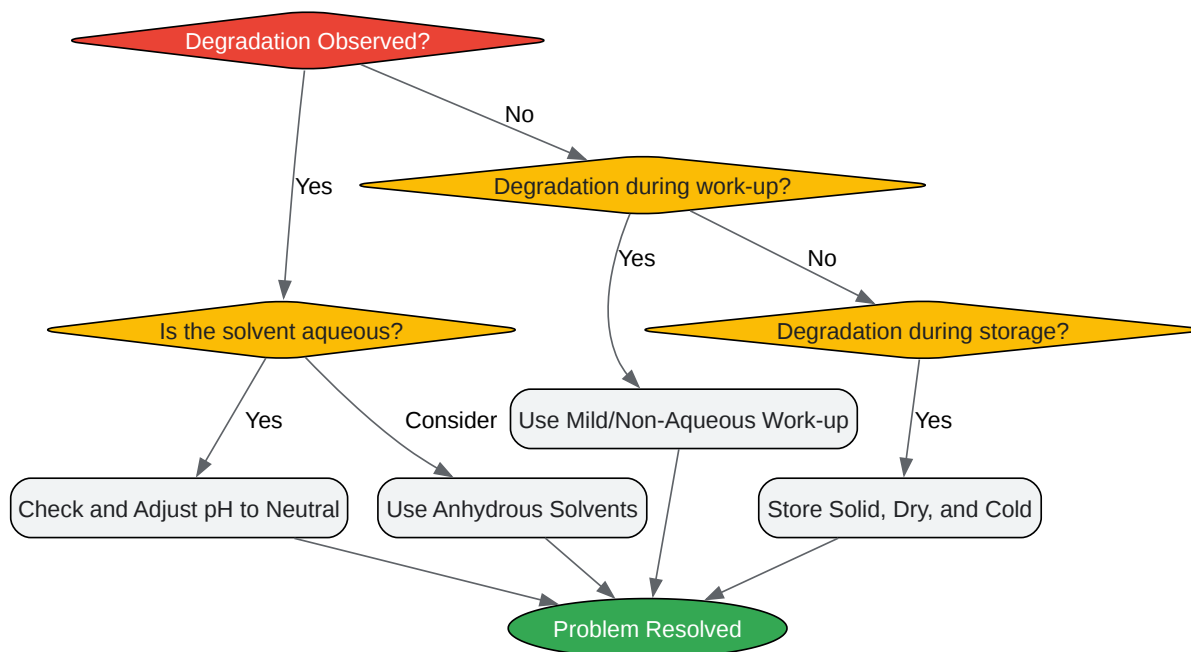 Degradation Observed?
No
Yes
Degradation during work-up?
Yes
No
Is the solvent aqueous?
Degradation during storage?
Yes
Consider
Use Mild/Non-Aqueous Work-up
Yes
Check and Adjust pH to Neutral
Use Anhydrous Solvents
Store Solid, Dry, and Cold
Problem Resolved